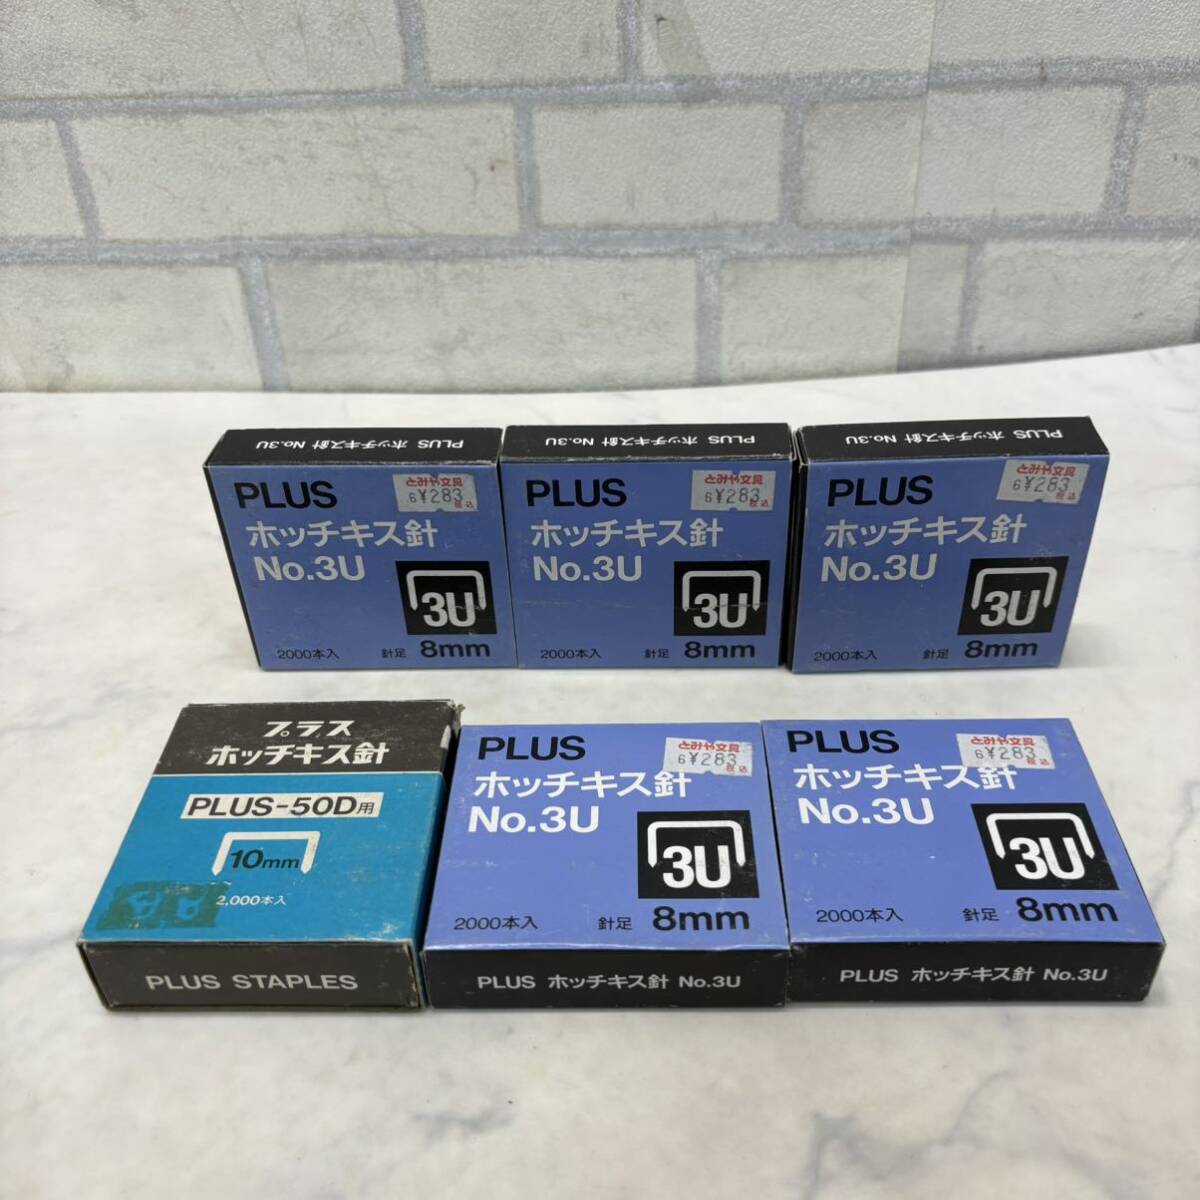 PLUS ホッチキス針 No.3U
PLUS
とみや文具
6 ¥283
税込
ホッチキス針
No.3U
3U
2000本入 針足 8mm
PLUS ホッチキス針 No.3U
PLUS
とみや文具
6 ¥283
税込
ホッチキス針
No.3U
3U
2000本入 針足 8mm
PLUS ホッチキス針 No.3U
PLUS
とみや文具
6 ¥283
税込
ホッチキス針
No.3U
3U
2000本入 針足 8mm
プラス
ホッチキス針
PLUS-50D用
10mm
2,000本入
PLUS STAPLES
PLUS
とみや文具
6 ¥283
税込
ホッチキス針
No.3U
3U
2000本入 針足 8mm
PLUS ホッチキス針 No.3U
PLUS
とみや文具
6 ¥283
税込
ホッチキス針
No.3U
3U
2000本入 針足 8mm
PLUS ホッチキス針 No.3U